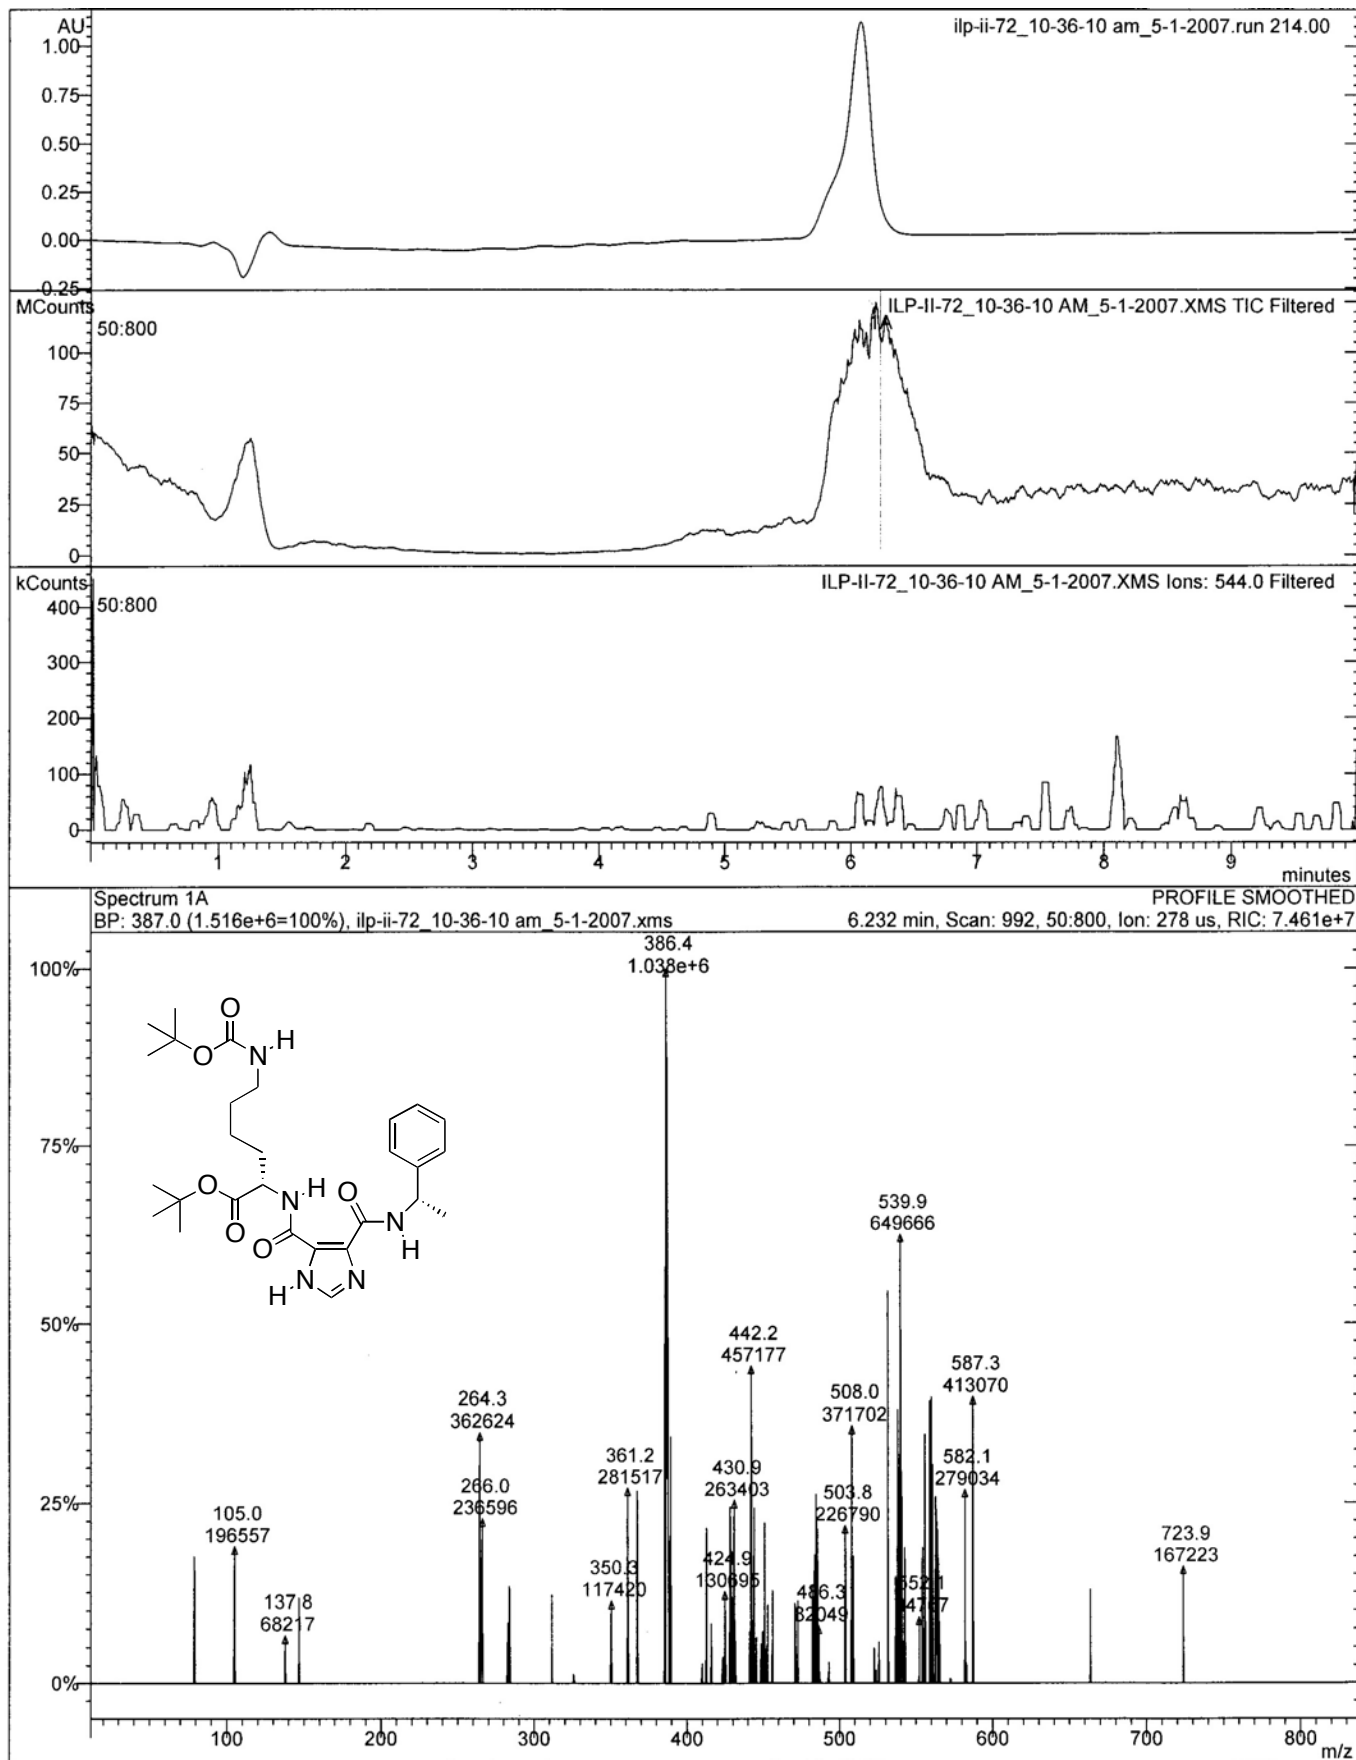 AU
ilp-ii-72_10-36-10 am_5-1-2007.run 214.00
1.00
0.75
0.50
0.25
0.00
-0.25
MCounts
ILP-II-72_10-36-10 AM_5-1-2007.XMS TIC Filtered
50:800
100
75
50
25
0
kCounts
ILP-II-72_10-36-10 AM_5-1-2007.XMS Ions: 544.0 Filtered
50:800
400
300
200
100
0
1 2 3 4 5 6 7 8 9
minutes
Spectrum 1A
PROFILE SMOOTHED
BP: 387.0 (1.516e+6=100%), ilp-ii-72_10-36-10 am_5-1-2007.xms
6.232 min, Scan: 992, 50:800, Ion: 278 us, RIC: 7.461e+7
386.4
1.038e+6
100%
O
H
O N
75%
O H O
N N
O H
O
N N
H
539.9
649666
50%
442.2
457177
587.3
413070
508.0
371702
264.3
362624
361.2
281517
582.1
279034
430.9
263403
266.0
236596
503.8
226790
25%
105.0
196557
723.9
167223
424.9
130695
350.3
117420
137.8
68217
486.3
82049
552.1
0%
100 200 300 400 500 600 700 800
m/z